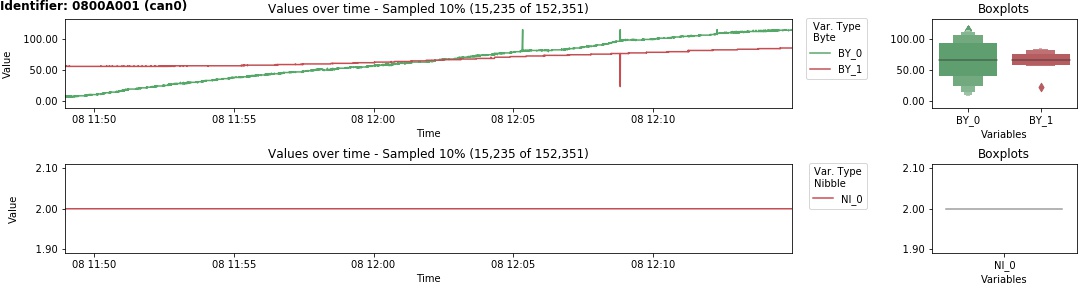 Identifier: 0800A001 (can0)
Values over time - Sampled 10% (15,235 of 152,351)
Value
100.00
50.00
0.00
08 11:50 08 11:55 08 12:00 08 12:05 08 12:10
Time
Var. Type
Byte
BY_0
BY_1
Boxplots
100.00
50.00
0.00
BY_0 BY_1
Variables
Values over time - Sampled 10% (15,235 of 152,351)
Value
2.10
2.00
1.90
08 11:50 08 11:55 08 12:00 08 12:05 08 12:10
Time
Var. Type
Nibble
NI_0
Boxplots
2.10
2.00
1.90
NI_0
Variables